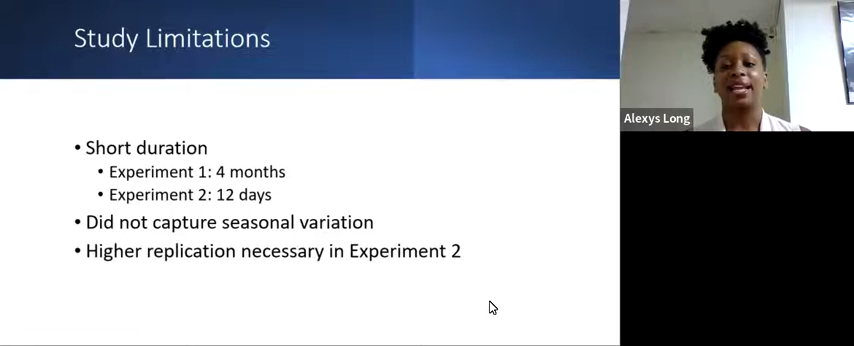 Study Limitations
• Short duration
• Experiment 1: 4 months
• Experiment 2: 12 days
• Did not capture seasonal variation
• Higher replication necessary in Experiment 2
Alexys Long